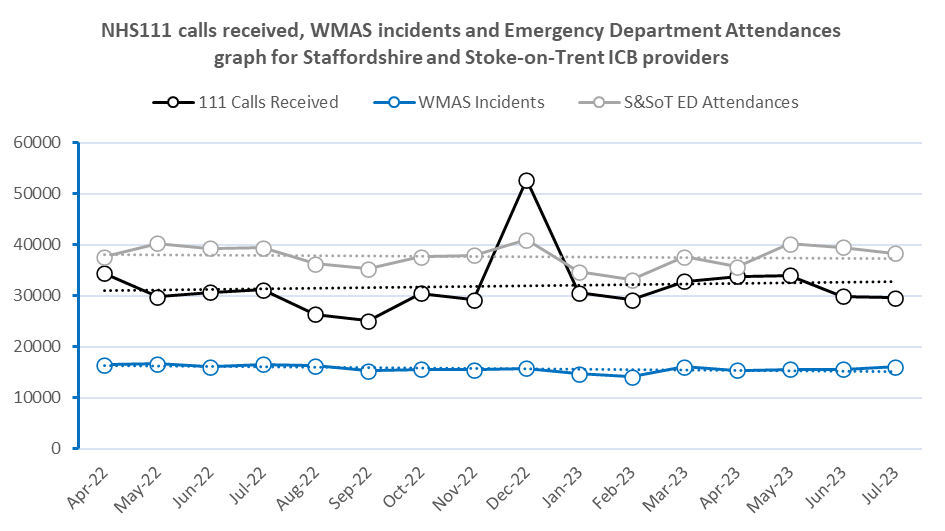 NHS111 calls received, WMAS incidents and Emergency Department Attendances
graph for Staffordshire and Stoke-on-Trent ICB providers
111 Calls Received WMAS Incidents S&SoT ED Attendances
60000
50000
40000
30000
20000
10000
0
Apr-22 May-22 Jun-22 Jul-22 Aug-22 Sep-22 Oct-22 Nov-22 Dec-22 Jan-23 Feb-23 Mar-23 Apr-23 May-23 Jun-23 Jul-23